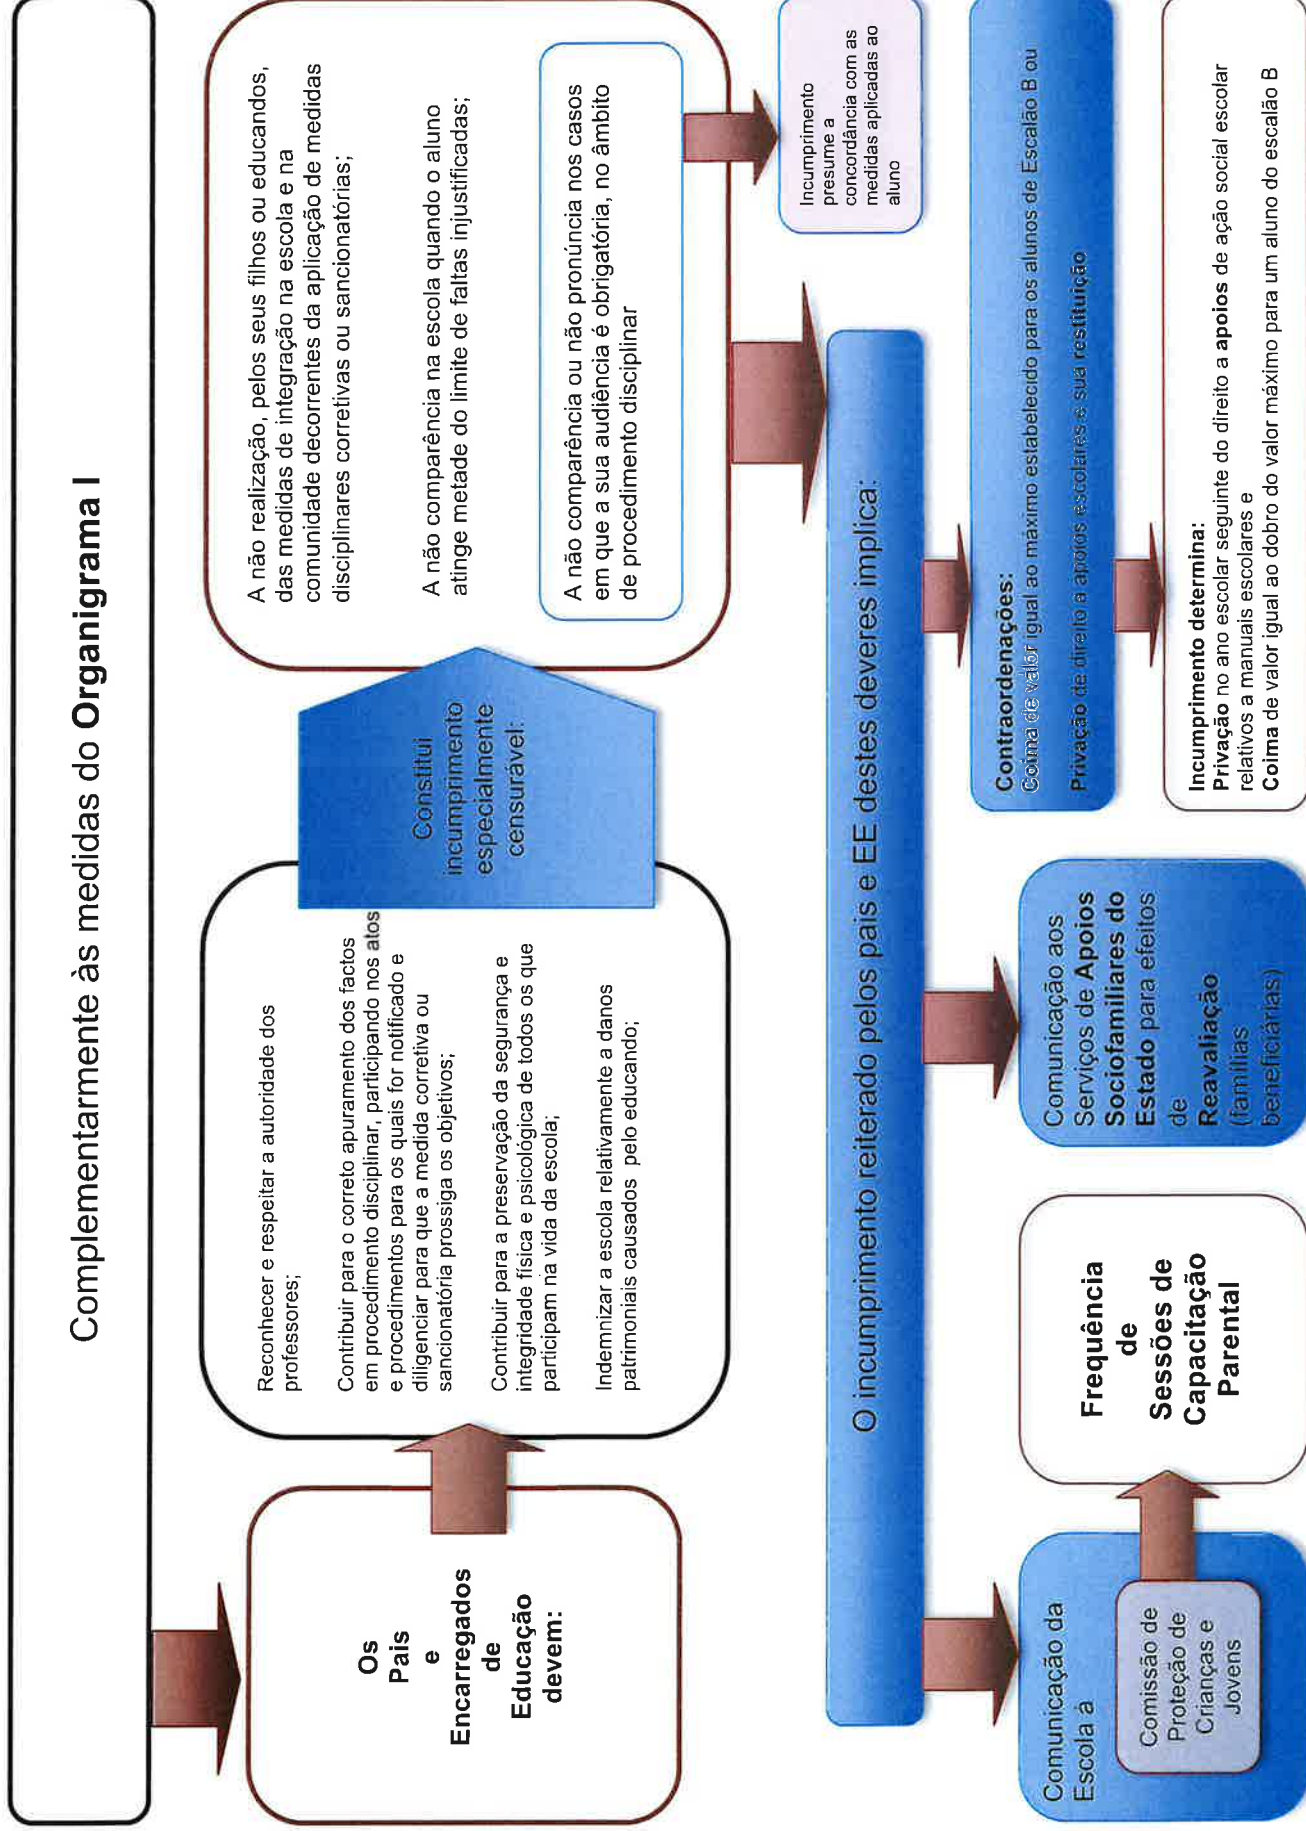 Complementarmente às medidas do Organigrama I
Os
Pais
e
Encarregados
de
Educação
devem:
Reconhecer e respeitar a autoridade dos
professores;
Contribuir para o correto apuramento dos factos
em procedimento disciplinar, participando nos atos
e procedimentos para os quais for notificado e
diligenciar para que a medida corretiva ou
sancionatória prossiga os objetivos;
Contribuir para a preservação da segurança e
integridade física e psicológica de todos os que
participam na vida da escola;
Indemnizar a escola relativamente a danos
patrimoniais causados pelo educando;
Constitui
incumprimento
especialmente
censurável:
A não realização, pelos seus filhos ou educandos,
das medidas de integração na escola e na
comunidade decorrentes da aplicação de medidas
disciplinares corretivas ou sancionatórias;
A não comparência na escola quando o aluno
atinge metade do limite de faltas injustificadas;
A não comparência ou não pronúncia nos casos
em que a sua audiência é obrigatória, no âmbito
de procedimento disciplinar
Incumprimento
presume a
concordância com as
medidas aplicadas ao
aluno
O incumprimento reiterado pelos pais e EE destes deveres implica:
Comunicação da
Escola à
Comissão de
Proteção de
Crianças e
Jovens
Frequência
de
Sessões de
Capacitação
Parental
Comunicação aos
Serviços de Apoios
Sociofamiliares do
Estado para efeitos
de
Reavaliação
(famílias
beneficiárias)
Contraordenações:
Coima de valor igual ao máximo estabelecido para os alunos de Escalão B ou
Privação de direito a apoios escolares e sua restituição
Incumprimento determina:
Privação no ano escolar seguinte do direito a apoios de ação social escolar
relativos a manuais escolares e
Coima de valor igual ao dobro do valor máximo para um aluno do escalão B